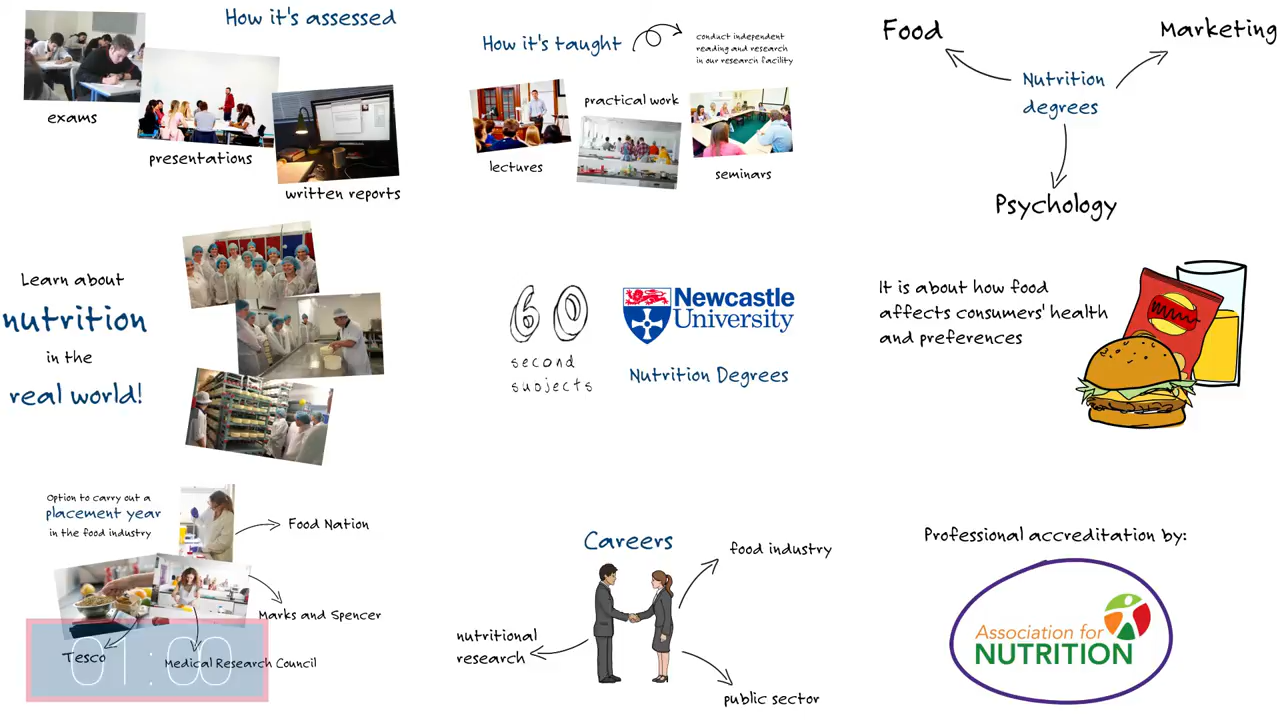 How it's assessed
exams
presentations
written reports
How it's taught
conduct independent
reading and research
in our research facility
practical work
lectures
seminars
Food
Marketing
Nutrition
degrees
Psychology
Learn about
nutrition
in the
real world!
60
second
subjects
Newcastle
University
Nutrition Degrees
It is about how food
affects consumers' health
and preferences
Option to carry out a
placement year
in the food industry
Food Nation
Marks and Spencer
Tesco
Medical Research Council
01:00
Careers
food industry
nutritional
research
public sector
Professional accreditation by:
Association for
NUTRITION